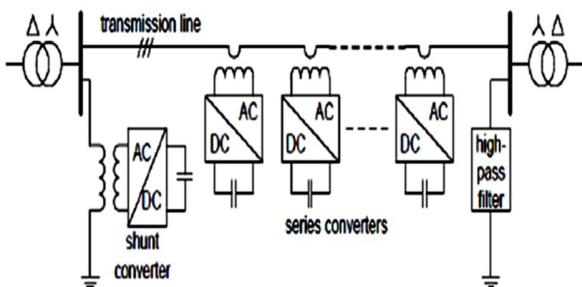 Δ Y
transmission line
Y Δ
AC
DC
AC
DC
AC
DC
AC
DC
high-
pass
filter
series converters
shunt
converter